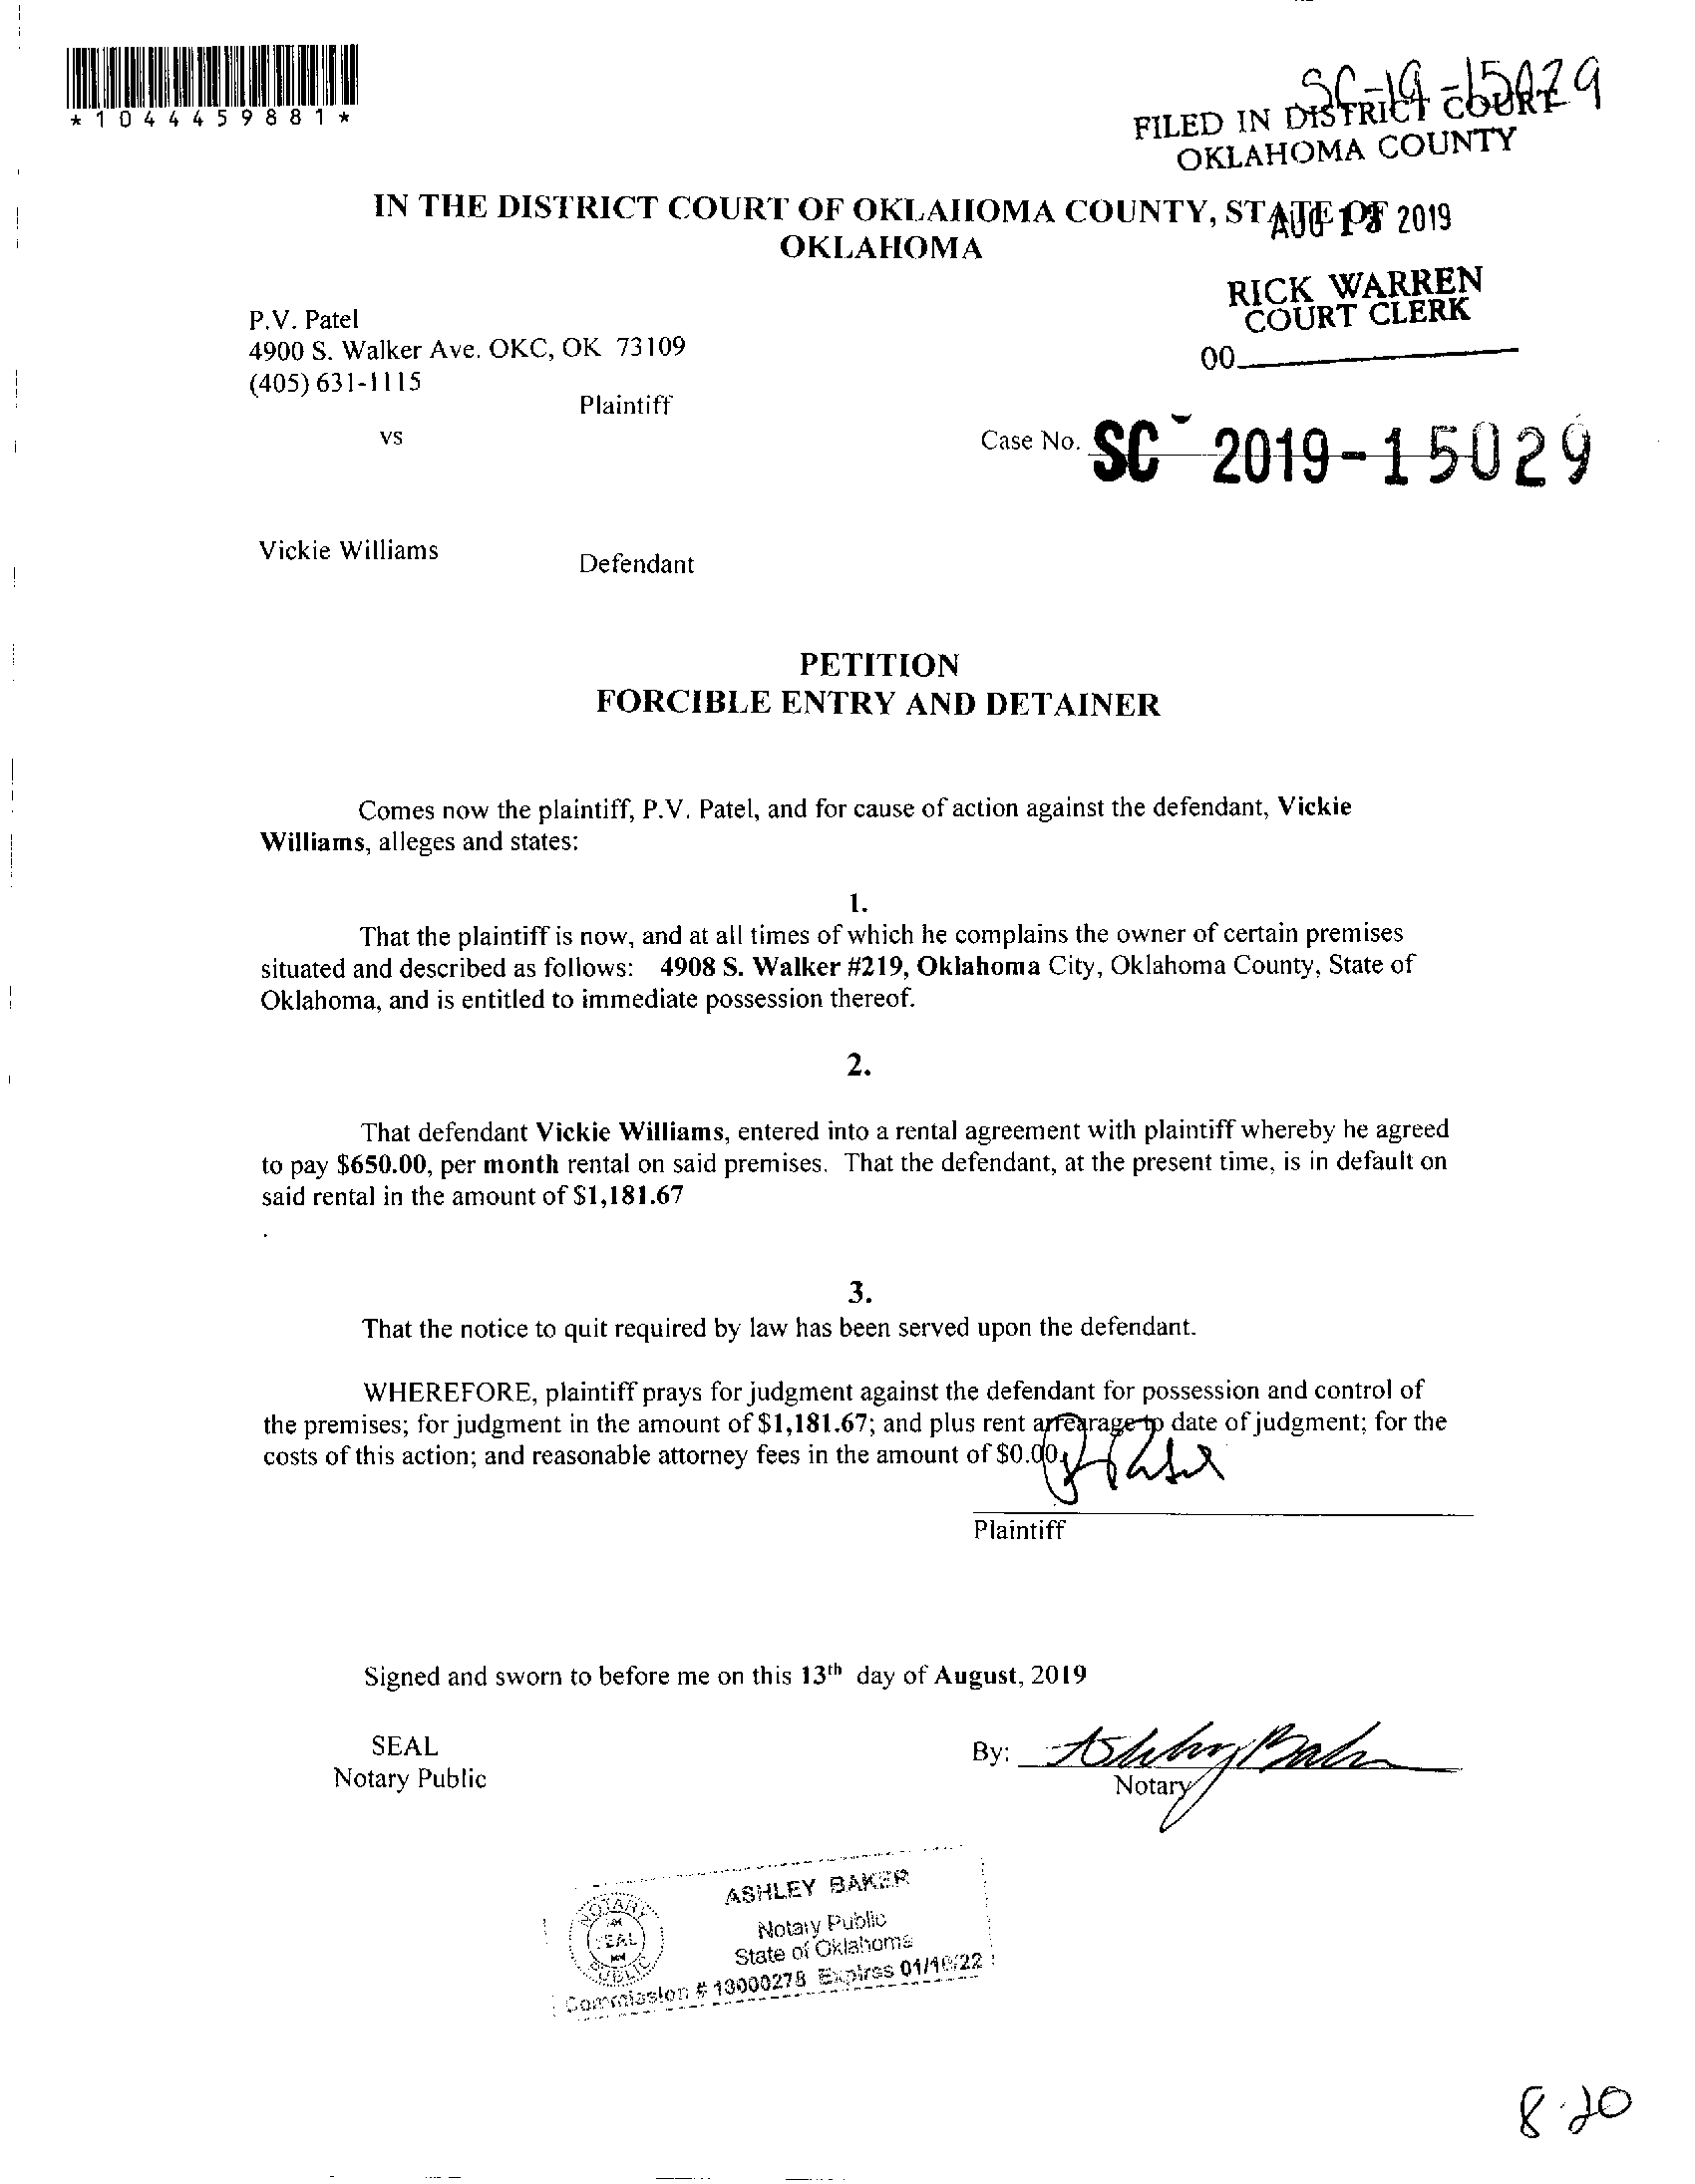 *1044459881*
SC-19-15029
FILED IN DISTRICT COURT
OKLAHOMA COUNTY
IN THE DISTRICT COURT OF OKLAHOMA COUNTY, STATE OF
OKLAHOMA
AUG 13 2019
RICK WARREN
COURT CLERK
00
P.V. Patel
4900 S. Walker Ave. OKC, OK 73109
(405) 631-1115
Plaintiff
vs
Case No. SC - 2019-15029
Vickie Williams
Defendant
PETITION
FORCIBLE ENTRY AND DETAINER
Comes now the plaintiff, P.V. Patel, and for cause of action against the defendant, Vickie
Williams, alleges and states:
1.
That the plaintiff is now, and at all times of which he complains the owner of certain premises
situated and described as follows: 4908 S. Walker #219, Oklahoma City, Oklahoma County, State of
Oklahoma, and is entitled to immediate possession thereof.
2.
That defendant Vickie Williams, entered into a rental agreement with plaintiff whereby he agreed
to pay $650.00, per month rental on said premises. That the defendant, at the present time, is in default on
said rental in the amount of $1,181.67
.
3.
That the notice to quit required by law has been served upon the defendant.
WHEREFORE, plaintiff prays for judgment against the defendant for possession and control of
the premises; for judgment in the amount of $1,181.67; and plus rent arrearage to date of judgment; for the
costs of this action; and reasonable attorney fees in the amount of $0.00.
Plaintiff
Signed and sworn to before me on this 13th day of August, 2019
SEAL
Notary Public
By: Ashley Baker
Notary
NOTARY
SEAL
PUBLIC
ASHLEY BAKER
Notary Public
State of Oklahoma
Commission # 13000278 Expires 01/10/22
8.20